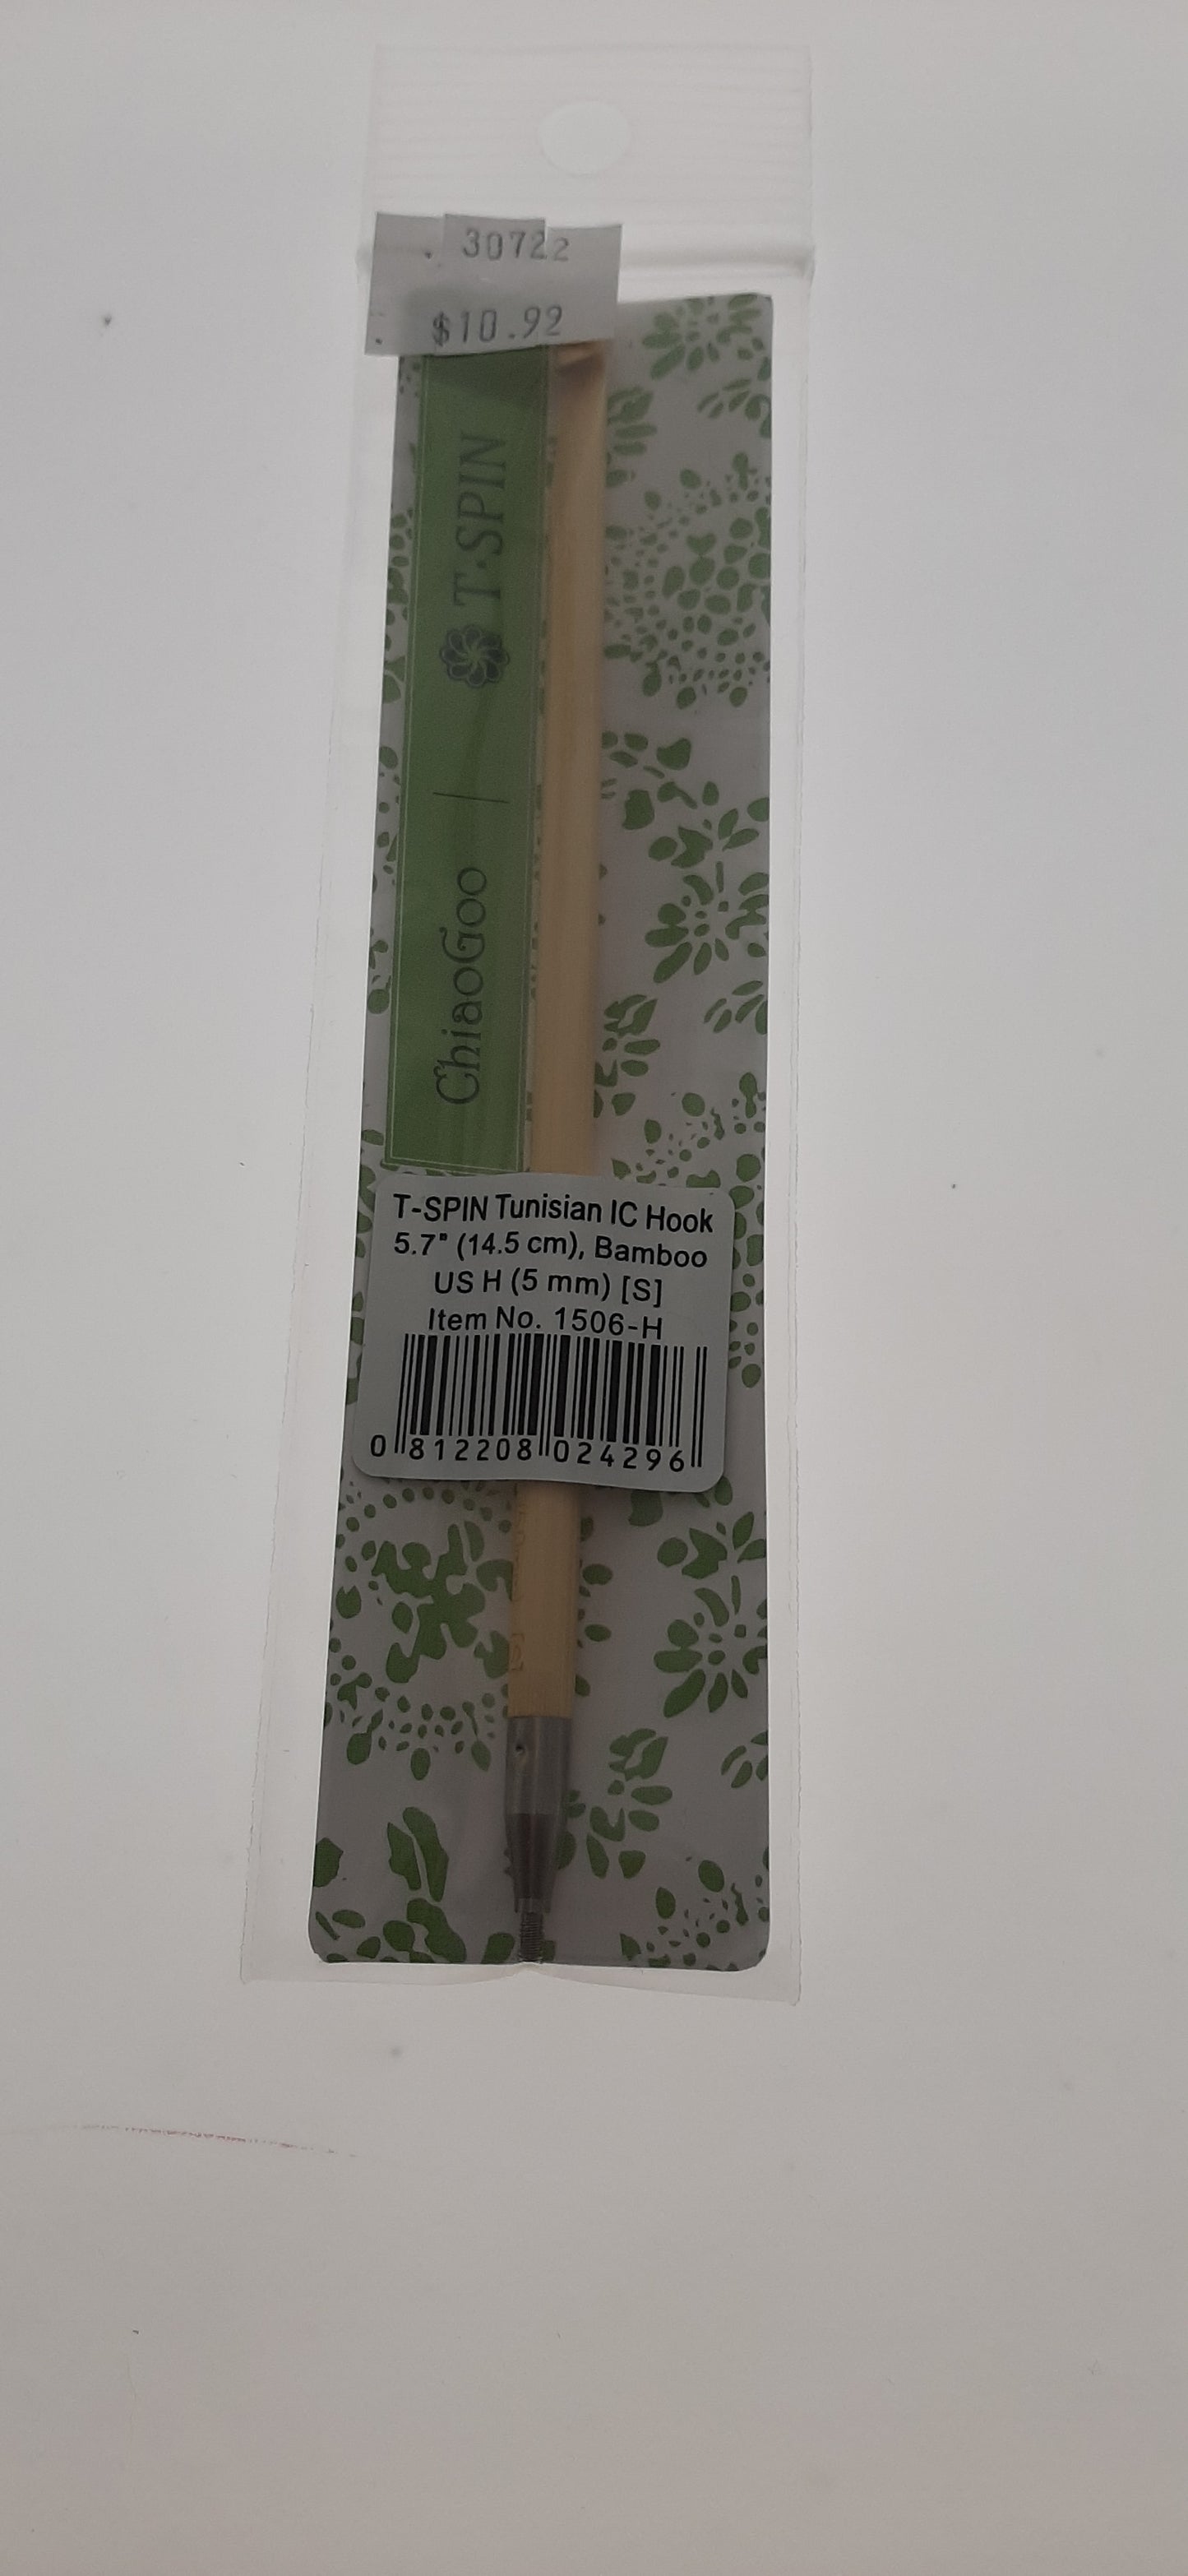 30722
$10.92
ChiaoGoo | T-SPIN
T-SPIN Tunisian IC Hook
5.7" (14.5 cm), Bamboo
US H (5 mm) [S]
Item No. 1506-H
0 812208 024296
[S]